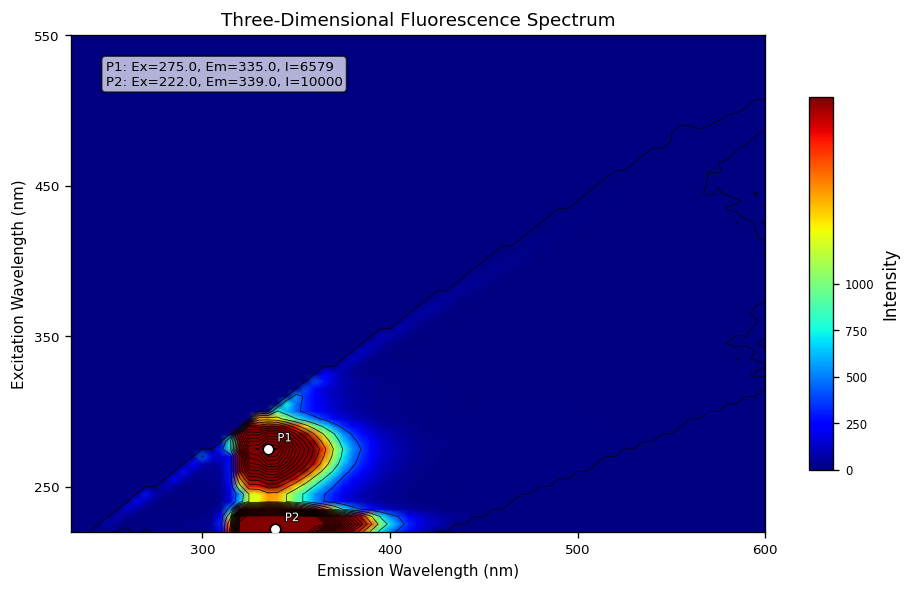 Three-Dimensional Fluorescence Spectrum
P1: Ex=275.0, Em=335.0, I=6579
P2: Ex=222.0, Em=339.0, I=10000
550
450
350
250
Excitation Wavelength (nm)
P1
P2
300
400
500
600
Emission Wavelength (nm)
1000
750
500
250
0
Intensity